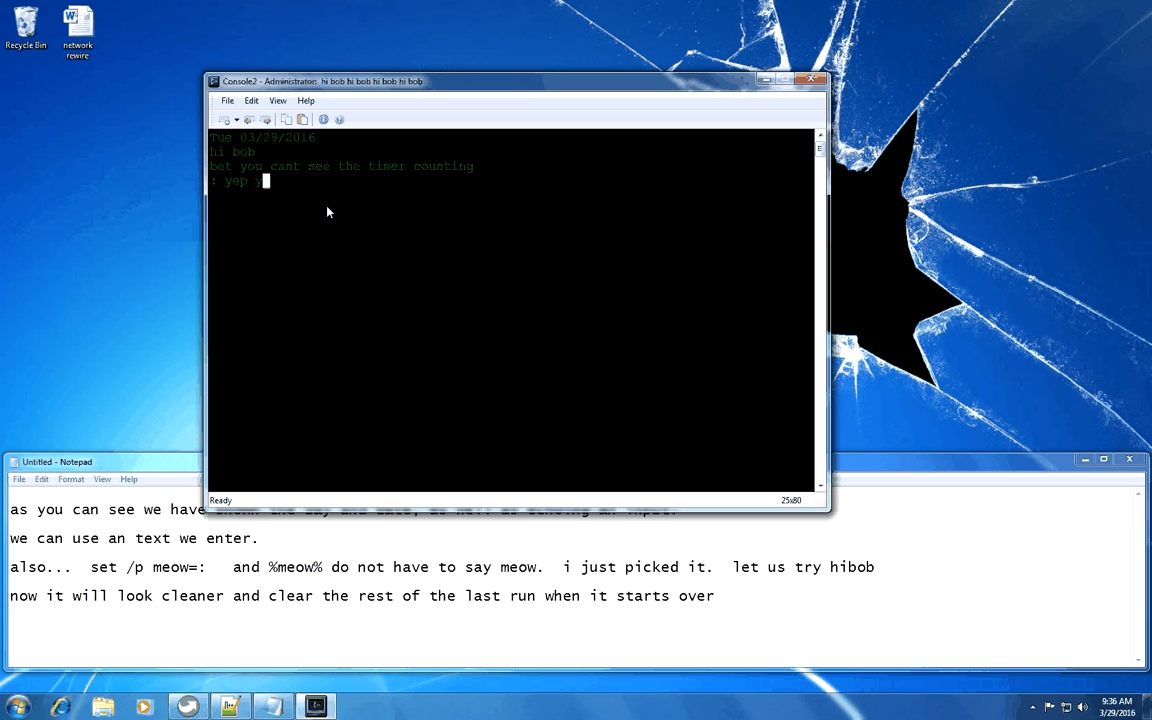 Recycle Bin
network
rewire
Console2 - Administrator: hi bob hi bob hi bob hi bob
File Edit View Help
Tue 03/29/2016
hi bob
bet you cant see the timer counting
: yep y
Ready 25x80
Untitled - Notepad
File Edit Format View Help
as you can see we have
we can use an text we enter.
also... set /p meow=: and %meow% do not have to say meow. i just picked it. let us try hibob
now it will look cleaner and clear the rest of the last run when it starts over
9:36 AM
3/29/2016